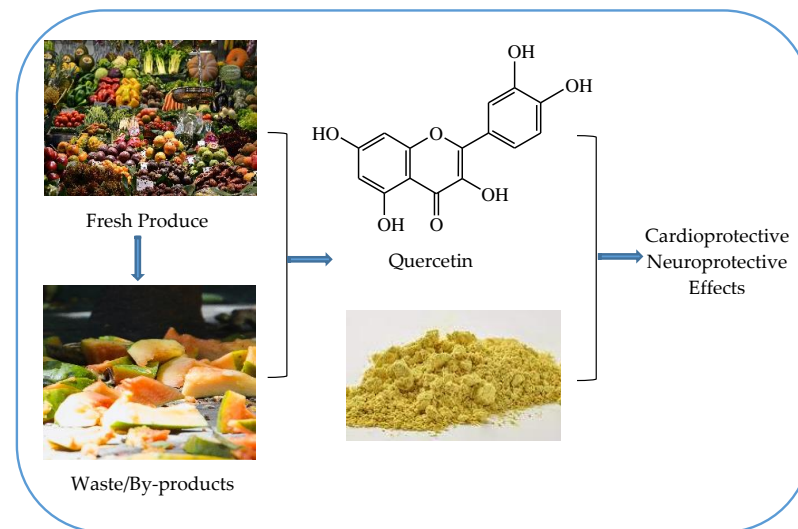 Fresh Produce
Waste/By-products
OH
OH
HO
O
OH
OH
O
Quercetin
Cardioprotective
Neuroprotective
Effects